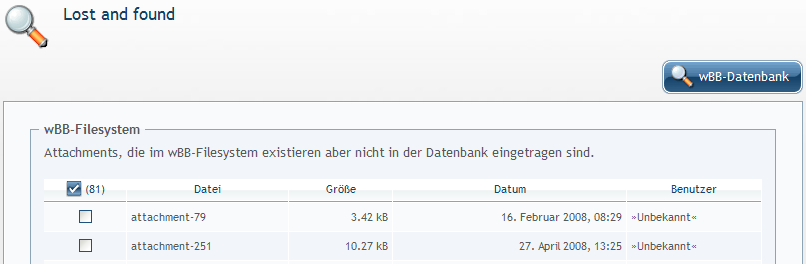 Lost and found
wBB-Datenbank
wBB-Filesystem
Attachments, die im wBB-Filesystem existieren aber nicht in der Datenbank eingetragen sind.
(81) Datei Größe Datum Benutzer
attachment-79 3.42 kB 16. Februar 2008, 08:29 »Unbekannt«
attachment-251 10.27 kB 27. April 2008, 13:25 »Unbekannt«